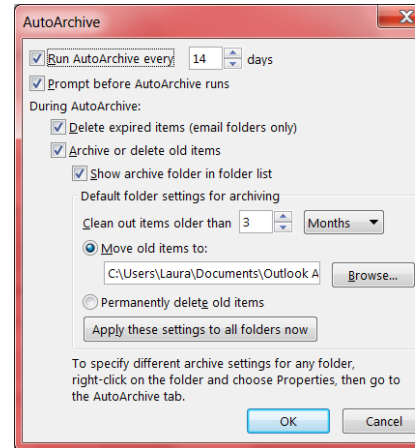 AutoArchive
Run AutoArchive every 14 days
Prompt before AutoArchive runs
During AutoArchive:
Delete expired items (email folders only)
Archive or delete old items
Show archive folder in folder list
Default folder settings for archiving
Clean out items older than 3 Months
Move old items to:
C:\Users\Laura\Documents\Outlook A Browse...
Permanently delete old items
Apply these settings to all folders now
To specify different archive settings for any folder,
right-click on the folder and choose Properties, then go to
the AutoArchive tab.
OK Cancel